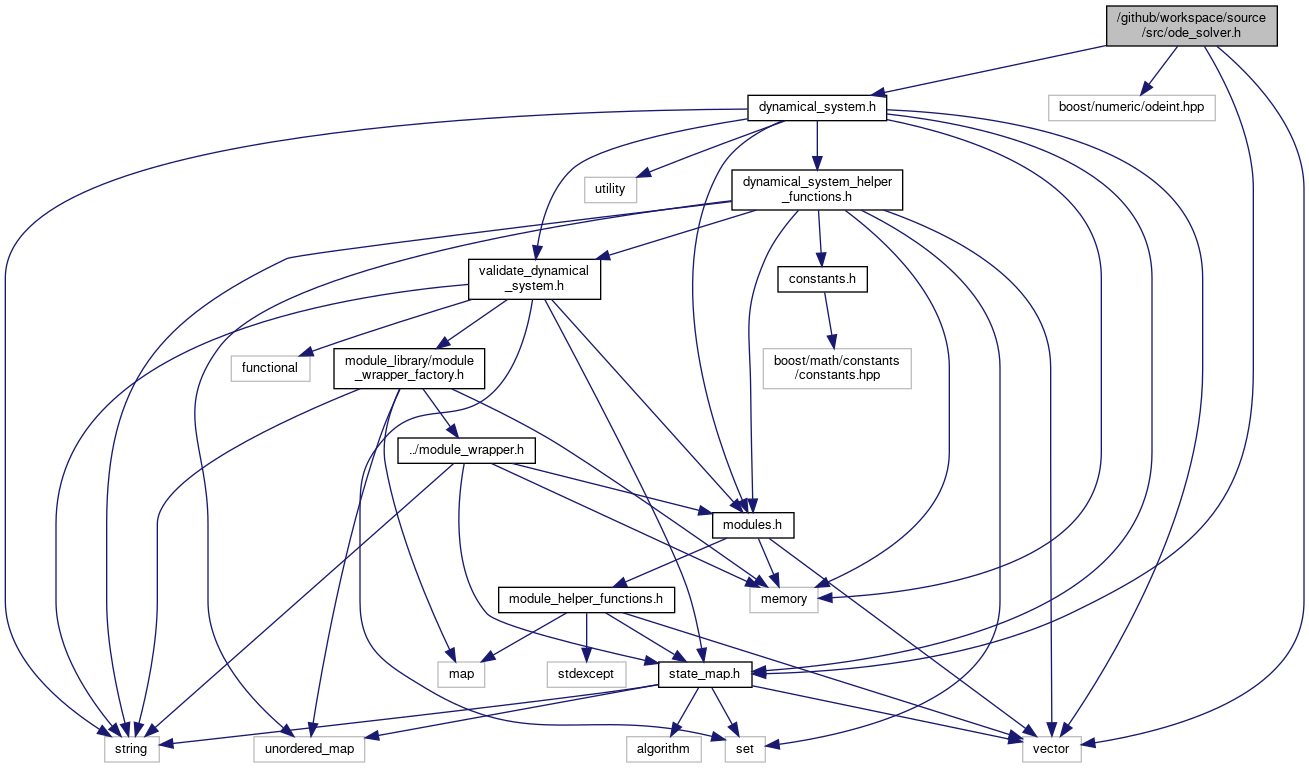 /github/workspace/source
/src/ode_solver.h
dynamical_system.h
boost/numeric/odeint.hpp
utility
dynamical_system_helper
_functions.h
validate_dynamical
_system.h
constants.h
functional
module_library/module
_wrapper_factory.h
boost/math/constants
/constants.hpp
../module_wrapper.h
modules.h
module_helper_functions.h
memory
map
stdexcept
state_map.h
string
unordered_map
algorithm
set
vector